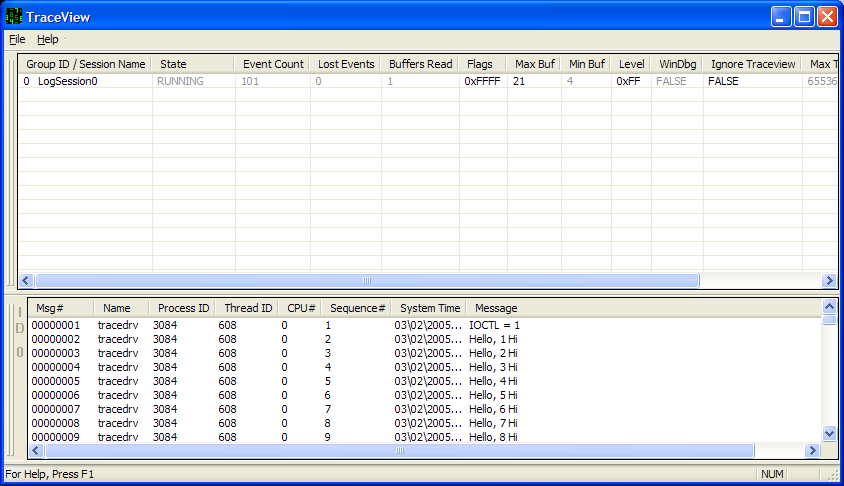 TraceView
File Help
Group ID / Session Name State Event Count Lost Events Buffers Read Flags Max Buf Min Buf Level WinDbg Ignore Traceview Max T
0 LogSession0 RUNNING 101 0 1 0xFFFF 21 4 0xFF FALSE FALSE 65536
Msg# Name Process ID Thread ID CPU# Sequence# System Time Message
00000001 tracedrv 3084 608 0 1 03\02\2005... IOCTL = 1
00000002 tracedrv 3084 608 0 2 03\02\2005... Hello, 1 Hi
00000003 tracedrv 3084 608 0 3 03\02\2005... Hello, 2 Hi
00000004 tracedrv 3084 608 0 4 03\02\2005... Hello, 3 Hi
00000005 tracedrv 3084 608 0 5 03\02\2005... Hello, 4 Hi
00000006 tracedrv 3084 608 0 6 03\02\2005... Hello, 5 Hi
00000007 tracedrv 3084 608 0 7 03\02\2005... Hello, 6 Hi
00000008 tracedrv 3084 608 0 8 03\02\2005... Hello, 7 Hi
00000009 tracedrv 3084 608 0 9 03\02\2005... Hello, 8 Hi
I
D
0
For Help, Press F1 NUM